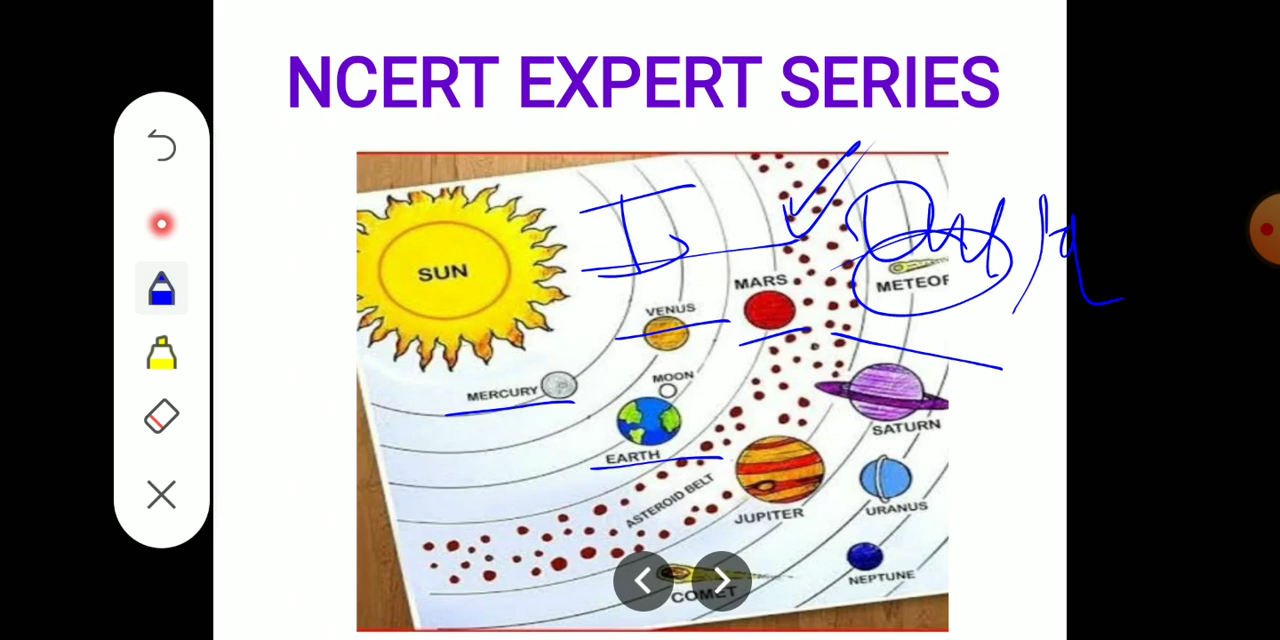 NCERT EXPERT SERIES
SUN
MARS
METEOR
VENUS
MOON
MERCURY
EARTH
SATURN
ASTEROID BELT
JUPITER
URANUS
NEPTUNE
COMET